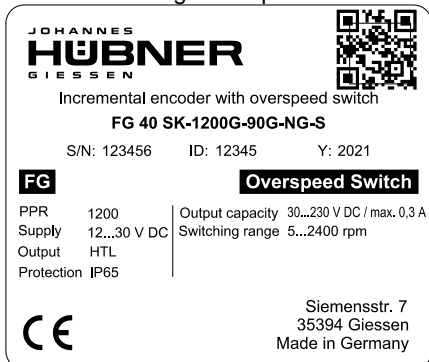 JOHANNES
HÜBNER
GIESSEN
Incremental encoder with overspeed switch
FG 40 SK-1200G-90G-NG-S
S/N: 123456 ID: 12345 Y: 2021
FG Overspeed Switch
PPR 1200 Output capacity 30...230 V DC / max. 0,3 A
Supply 12...30 V DC Switching range 5...2400 rpm
Output HTL
Protection IP65
Siemensstr. 7
35394 Giessen
CE Made in Germany